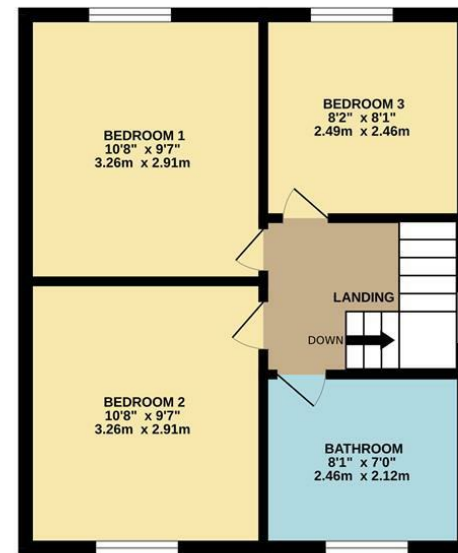 BEDROOM 1
10'8" x 9'7"
3.26m x 2.91m
BEDROOM 3
8'2" x 8'1"
2.49m x 2.46m
LANDING
DOWN
BEDROOM 2
10'8" x 9'7"
3.26m x 2.91m
BATHROOM
8'1" x 7'0"
2.46m x 2.12m